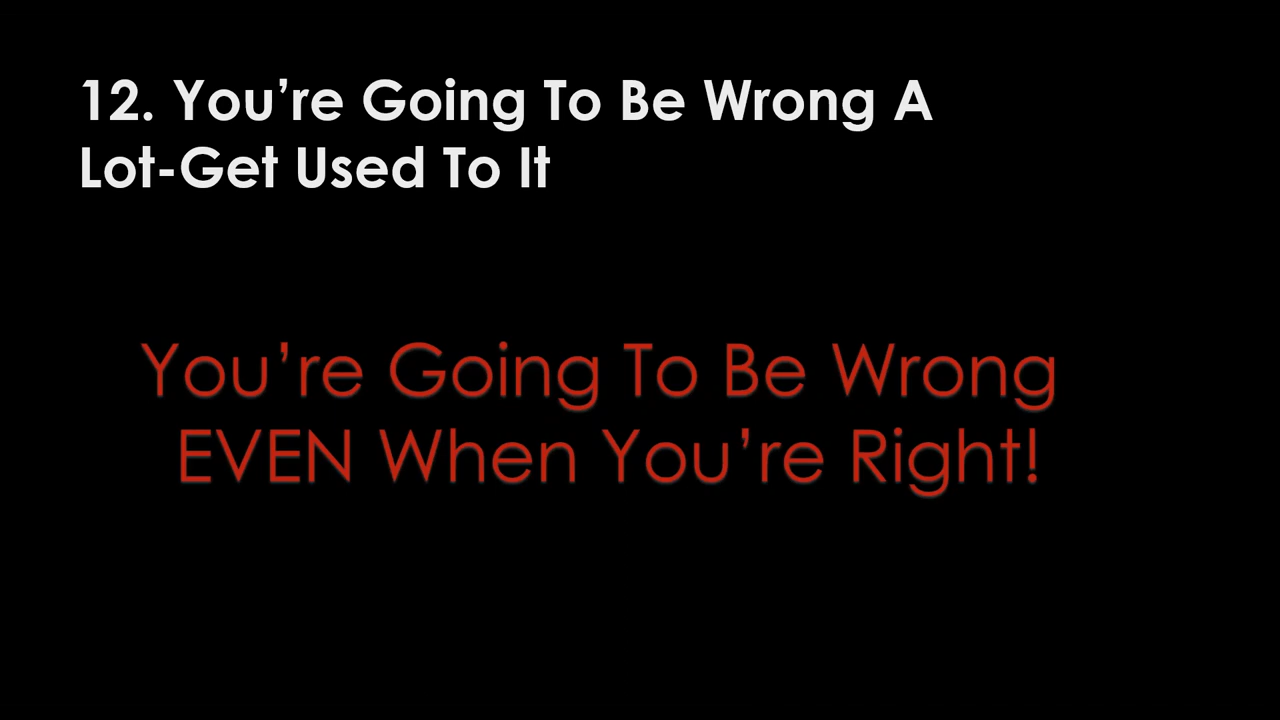 12. You’re Going To Be Wrong A
Lot-Get Used To It
You’re Going To Be Wrong
EVEN When You’re Right!